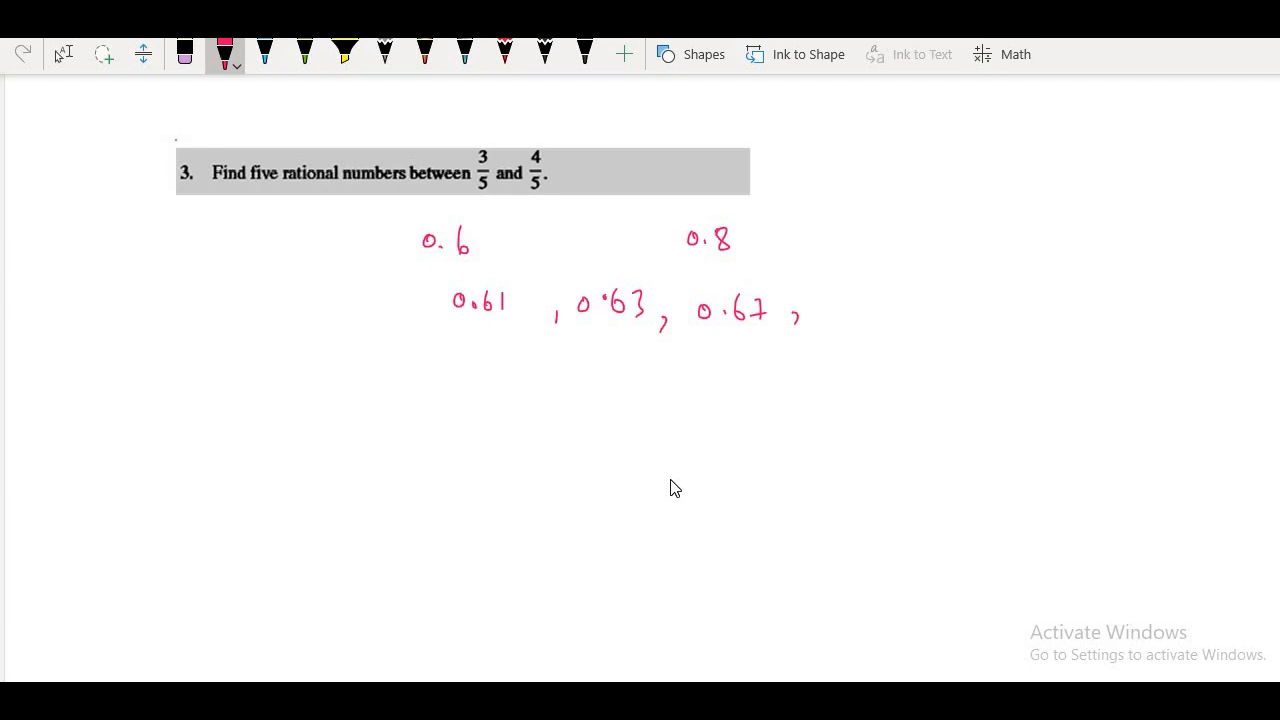 Shapes Ink to Shape Ink to Text Math
3. Find five rational numbers between 3/5 and 4/5.
0.6 0.8
0.61 , 0.63 , 0.67 ,
Activate Windows
Go to Settings to activate Windows.